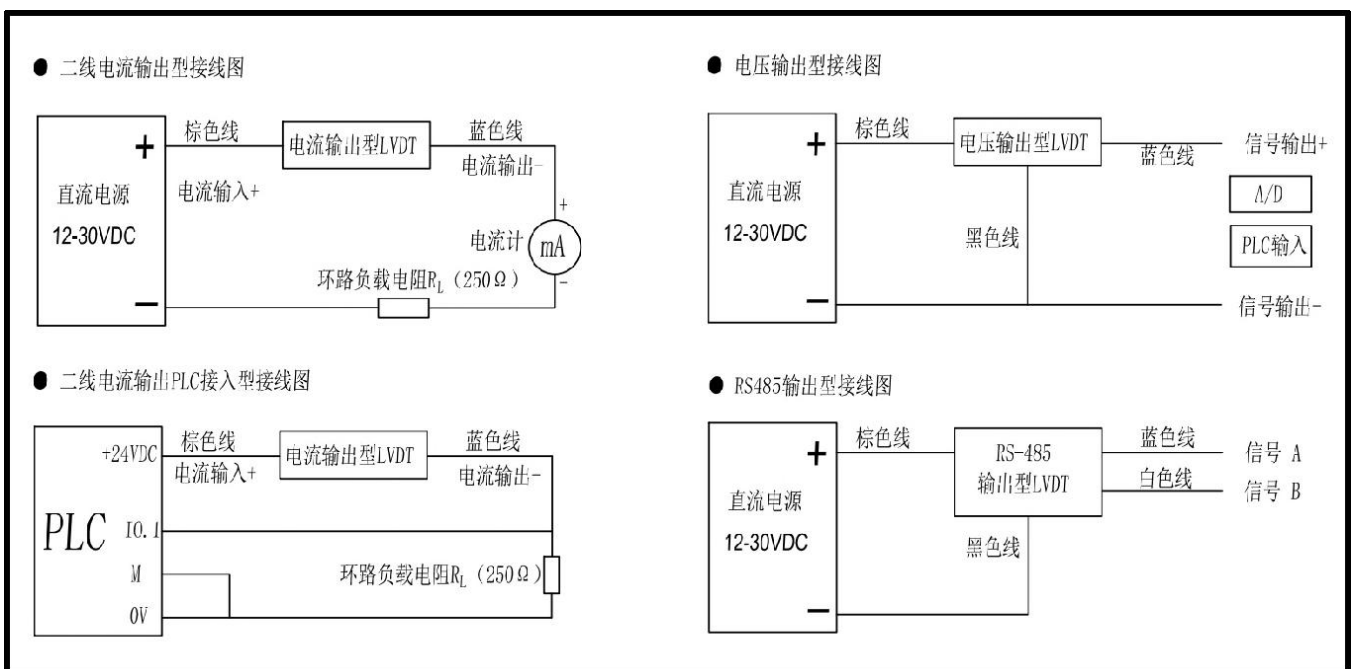 ● 二线电流输出型接线图
+
棕色线
电流输出型LVDT
蓝色线
电流输出-
直流电源
12-30VDC
电流输入+
+
电流计
mA
环路负载电阻RL（250Ω）
-
—
● 电压输出型接线图
+
棕色线
电压输出型LVDT
蓝色线
信号输出+
直流电源
12-30VDC
黑色线
A/D
PLC输入
—
信号输出-
● 二线电流输出PLC接入型接线图
+24VDC
棕色线
电流输入+
电流输出型LVDT
蓝色线
电流输出-
PLC
I0.1
M
0V
环路负载电阻RL（250Ω）
● RS485输出型接线图
+
棕色线
RS-485
输出型LVDT
蓝色线
信号 A
白色线
信号 B
直流电源
12-30VDC
黑色线
—